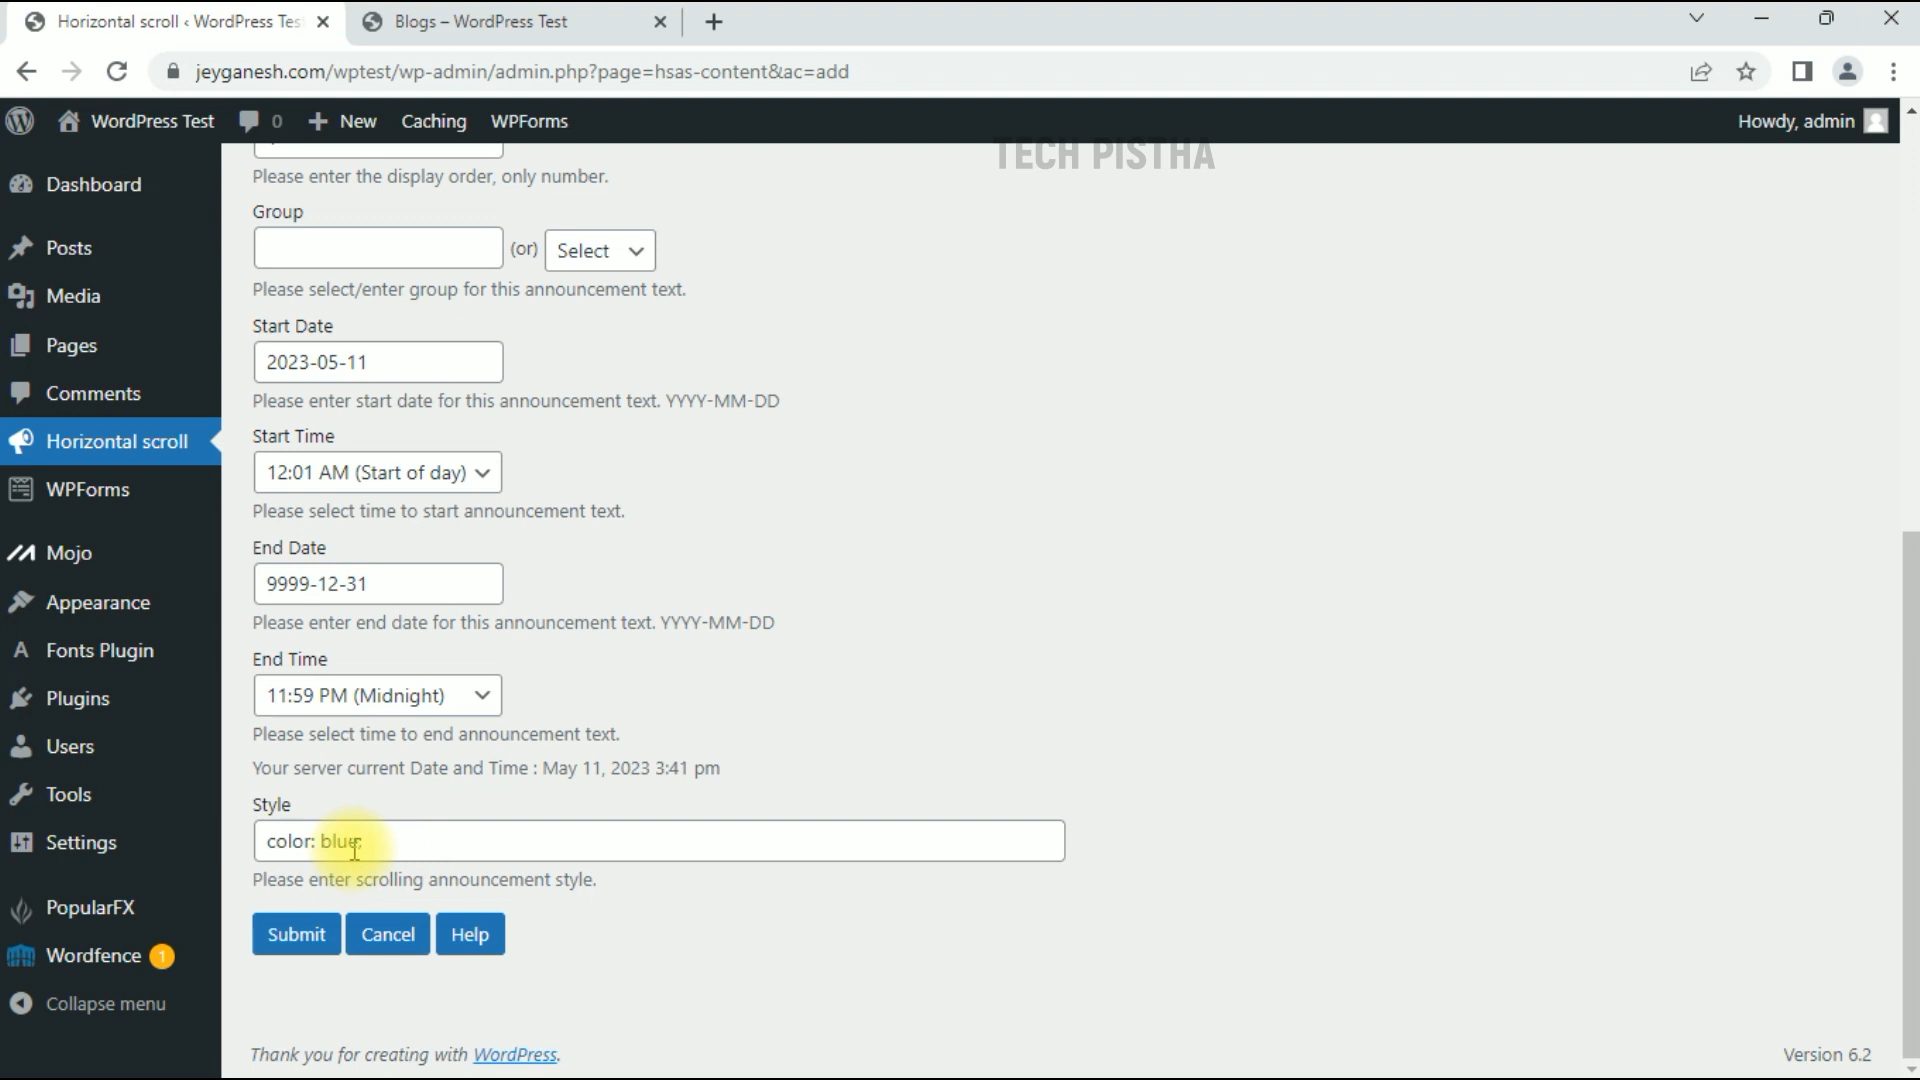 Horizontal scroll ‹ WordPress Tes
Blogs – WordPress Test
jeyganesh.com/wptest/wp-admin/admin.php?page=hsas-content&ac=add
WordPress Test
0
New
Caching
WPForms
Howdy, admin
TECH PISTHA
Dashboard
Posts
Media
Pages
Comments
Horizontal scroll
WPForms
Mojo
Appearance
Fonts Plugin
Plugins
Users
Tools
Settings
PopularFX
Wordfence 1
Collapse menu
Please enter the display order, only number.
Group
(or) Select
Please select/enter group for this announcement text.
Start Date
2023-05-11
Please enter start date for this announcement text. YYYY-MM-DD
Start Time
12:01 AM (Start of day)
Please select time to start announcement text.
End Date
9999-12-31
Please enter end date for this announcement text. YYYY-MM-DD
End Time
11:59 PM (Midnight)
Please select time to end announcement text.
Your server current Date and Time : May 11, 2023 3:41 pm
Style
color: blue;
Please enter scrolling announcement style.
Submit Cancel Help
Thank you for creating with WordPress.
Version 6.2